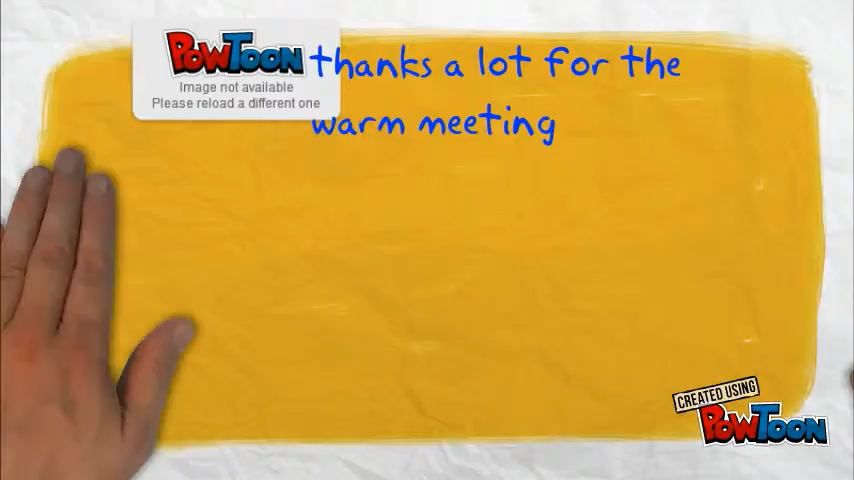 PowToon
Image not available
Please reload a different one
thanks a lot for the
warm meeting
CREATED USING
PowToon